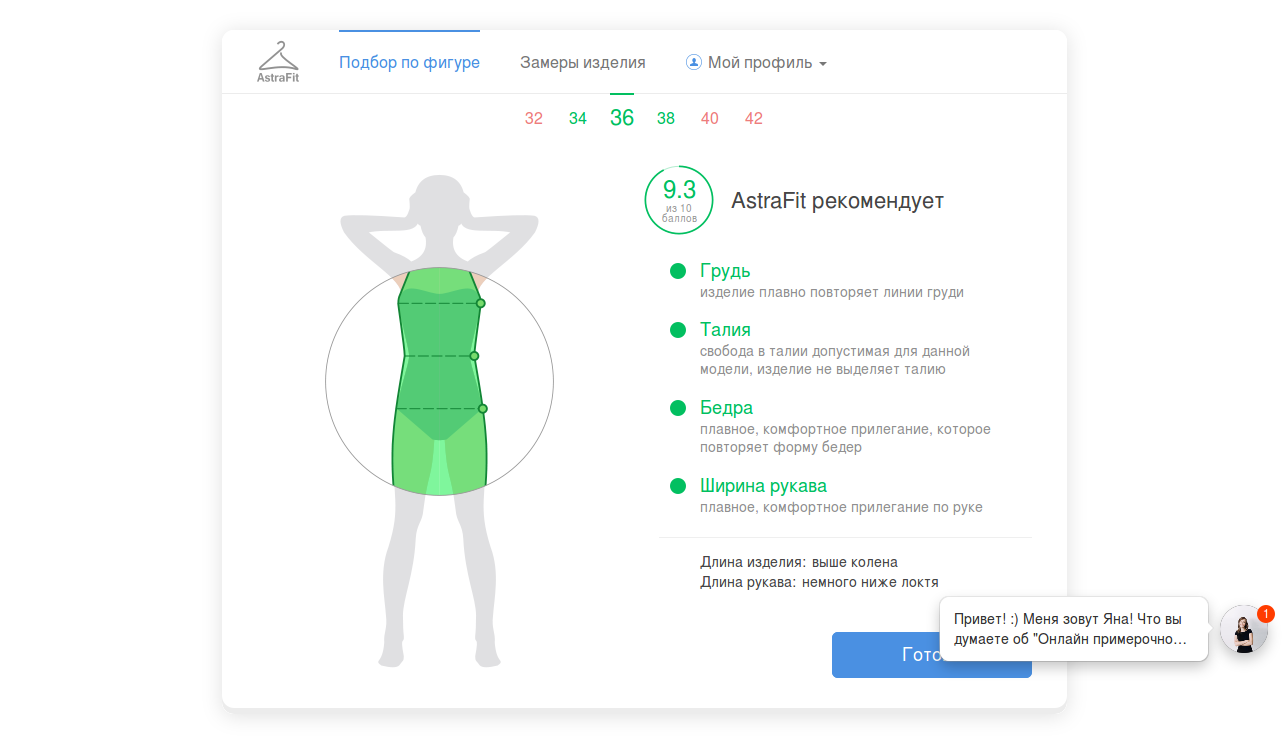 AstraFit
Подбор по фигуре
Замеры изделия
Мой профиль
32 34 36 38 40 42
9.3
из 10
баллов
AstraFit рекомендует
Грудь
изделие плавно повторяет линии груди
Талия
свобода в талии допустимая для данной
модели, изделие не выделяет талию
Бедра
плавное, комфортное прилегание, которое
повторяет форму бедер
Ширина рукава
плавное, комфортное прилегание по руке
Длина изделия: выше колена
Длина рукава: немного ниже локтя
Привет! :) Меня зовут Яна! Что вы
думаете об "Онлайн примерочно...
1